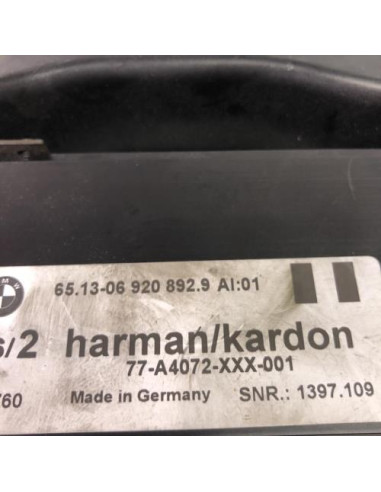 65.13-06 920 892.9 AI:01
s/2 harman/kardon
77-A4072-XXX-001
760 Made in Germany SNR.: 1397.109